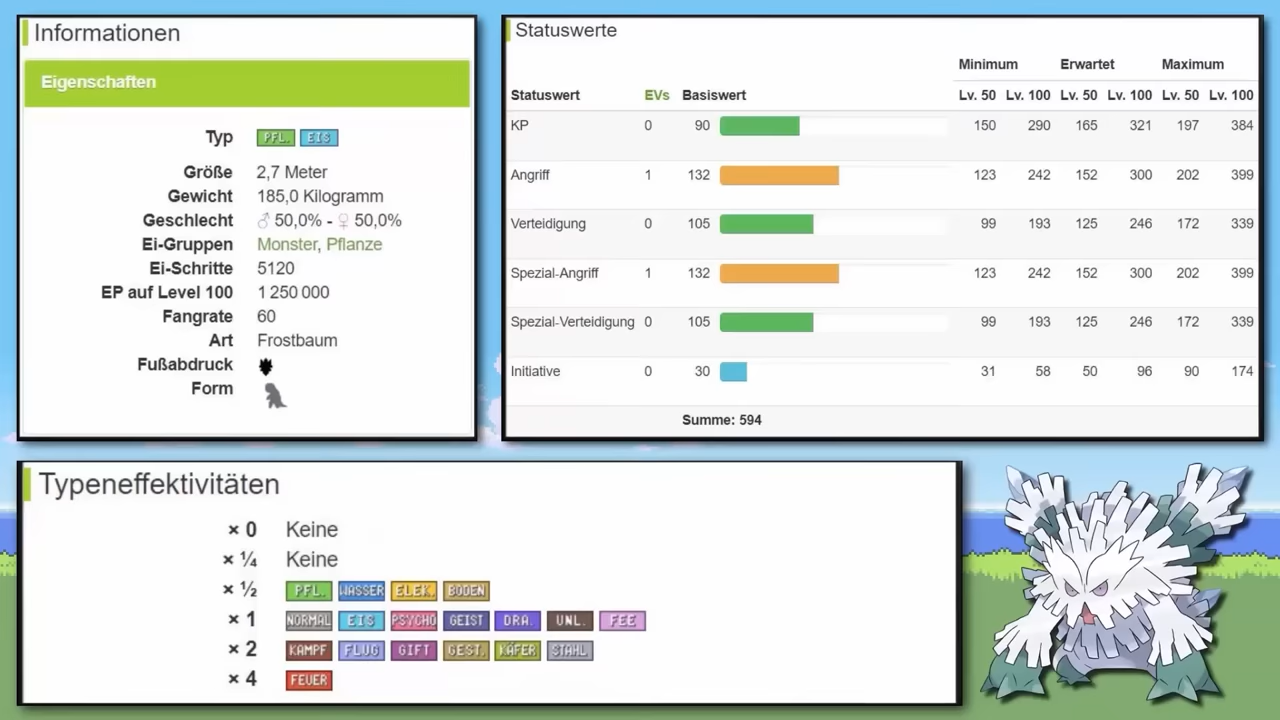 Informationen
Eigenschaften
Typ PFL. EIS
Größe 2,7 Meter
Gewicht 185,0 Kilogramm
Geschlecht ♂ 50,0% - ♀ 50,0%
Ei-Gruppen Monster, Pflanze
Ei-Schritte 5120
EP auf Level 100 1 250 000
Fangrate 60
Art Frostbaum
Fußabdruck
Form
Statuswerte
Minimum Erwartet Maximum
Statuswert EVs Basiswert Lv. 50 Lv. 100 Lv. 50 Lv. 100 Lv. 50 Lv. 100
KP 0 90 150 290 165 321 197 384
Angriff 1 132 123 242 152 300 202 399
Verteidigung 0 105 99 193 125 246 172 339
Spezial-Angriff 1 132 123 242 152 300 202 399
Spezial-Verteidigung 0 105 99 193 125 246 172 339
Initiative 0 30 31 58 50 96 90 174
Summe: 594
Typeneffektivitäten
× 0 Keine
× ¼ Keine
× ½ PFL. WASSER ELEK. BODEN
× 1 NORMAL EIS PSYCHO GEIST DRA. UNL. FEE
× 2 KAMPF FLUG GIFT GEST. KÄFER STAHL
× 4 FEUER